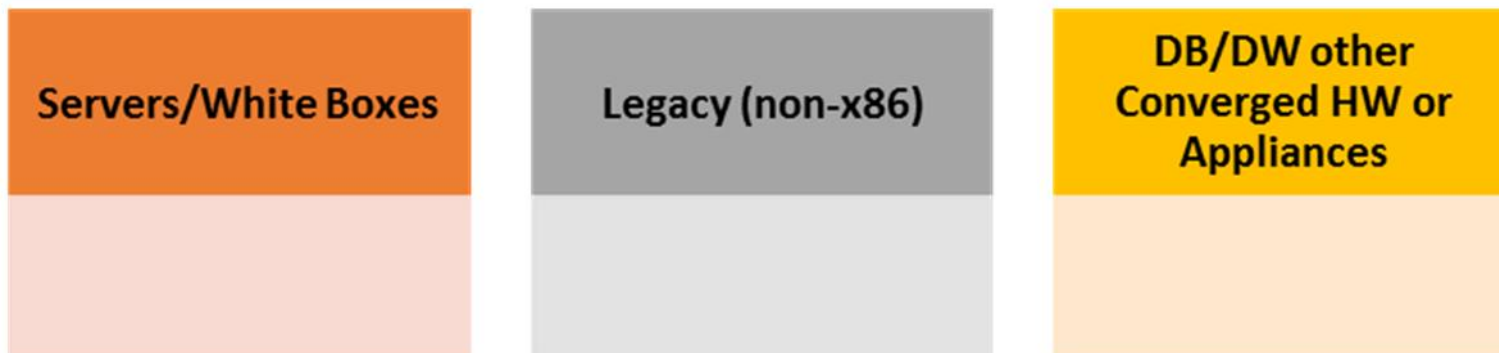 Servers/White Boxes
Legacy (non-x86)
DB/DW other
Converged HW or
Appliances